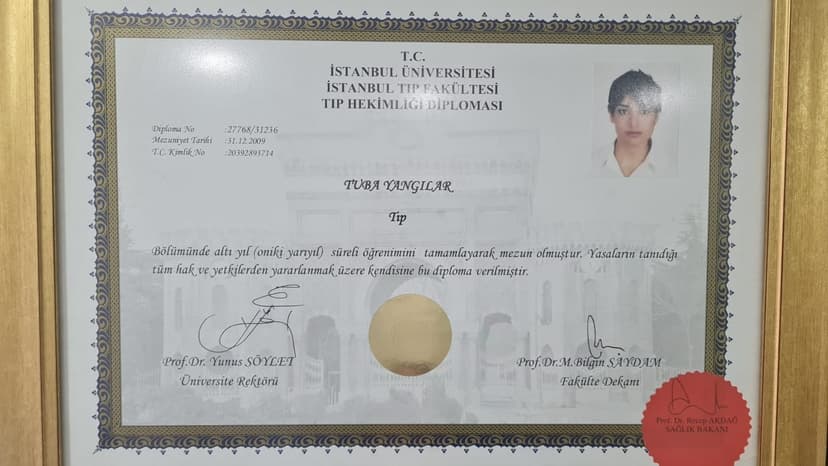 T.C.
İSTANBUL ÜNİVERSİTESİ
İSTANBUL TIP FAKÜLTESİ
TIP HEKİMLİĞİ DİPLOMASI
Diploma No :27768/31236
Mezuniyet Tarihi :31.12.2009
T.C. Kimlik No :20392893714
TUBA YANGILAR
Tıp
Bölümünde altı yıl (oniki yarıyıl) süreli öğrenimini tamamlayarak mezun olmuştur. Yasaların tanıdığı
tüm hak ve yetkilerden yararlanmak üzere kendisine bu diploma verilmiştir.
Prof.Dr. Yunus SÖYLET
Üniversite Rektörü
Prof.Dr.M.Bilgin SAYDAM
Fakülte Dekanı
Prof. Dr. Recep AKDAĞ
SAĞLIK BAKANI